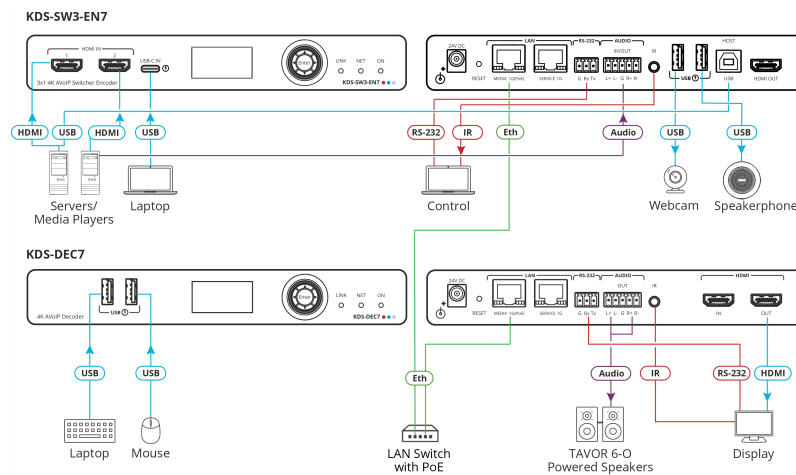 KDS-SW3-EN7
HDMI IN
1
2
USB-C IN
Enter
LINK
NET
ON
3x1 4K AVoIP Switcher Encoder
KDS-SW3-EN7
24V DC
LAN
RS-232
AUDIO
IN/OUT
IR
HOST
RESET
MEDIA 1G(PoE)
SERVICE 1G
G Rx Tx
L+ L- G R+ R-
USB
USB
HDMI OUT
HDMI
USB
HDMI
USB
RS-232
IR
Eth
Audio
USB
USB
Servers/
Media Players
Laptop
Control
Webcam
Speakerphone
KDS-DEC7
USB
Enter
LINK
NET
ON
4K AVoIP Decoder
KDS-DEC7
24V DC
LAN
RS-232
AUDIO
OUT
IR
HDMI
RESET
MEDIA 1G(PoE)
SERVICE 1G
G Rx Tx
L+ L- G R+ R-
IN
OUT
USB
USB
Eth
Audio
IR
RS-232
HDMI
Laptop
Mouse
LAN Switch
with PoE
TAVOR 6-O
Powered Speakers
Display